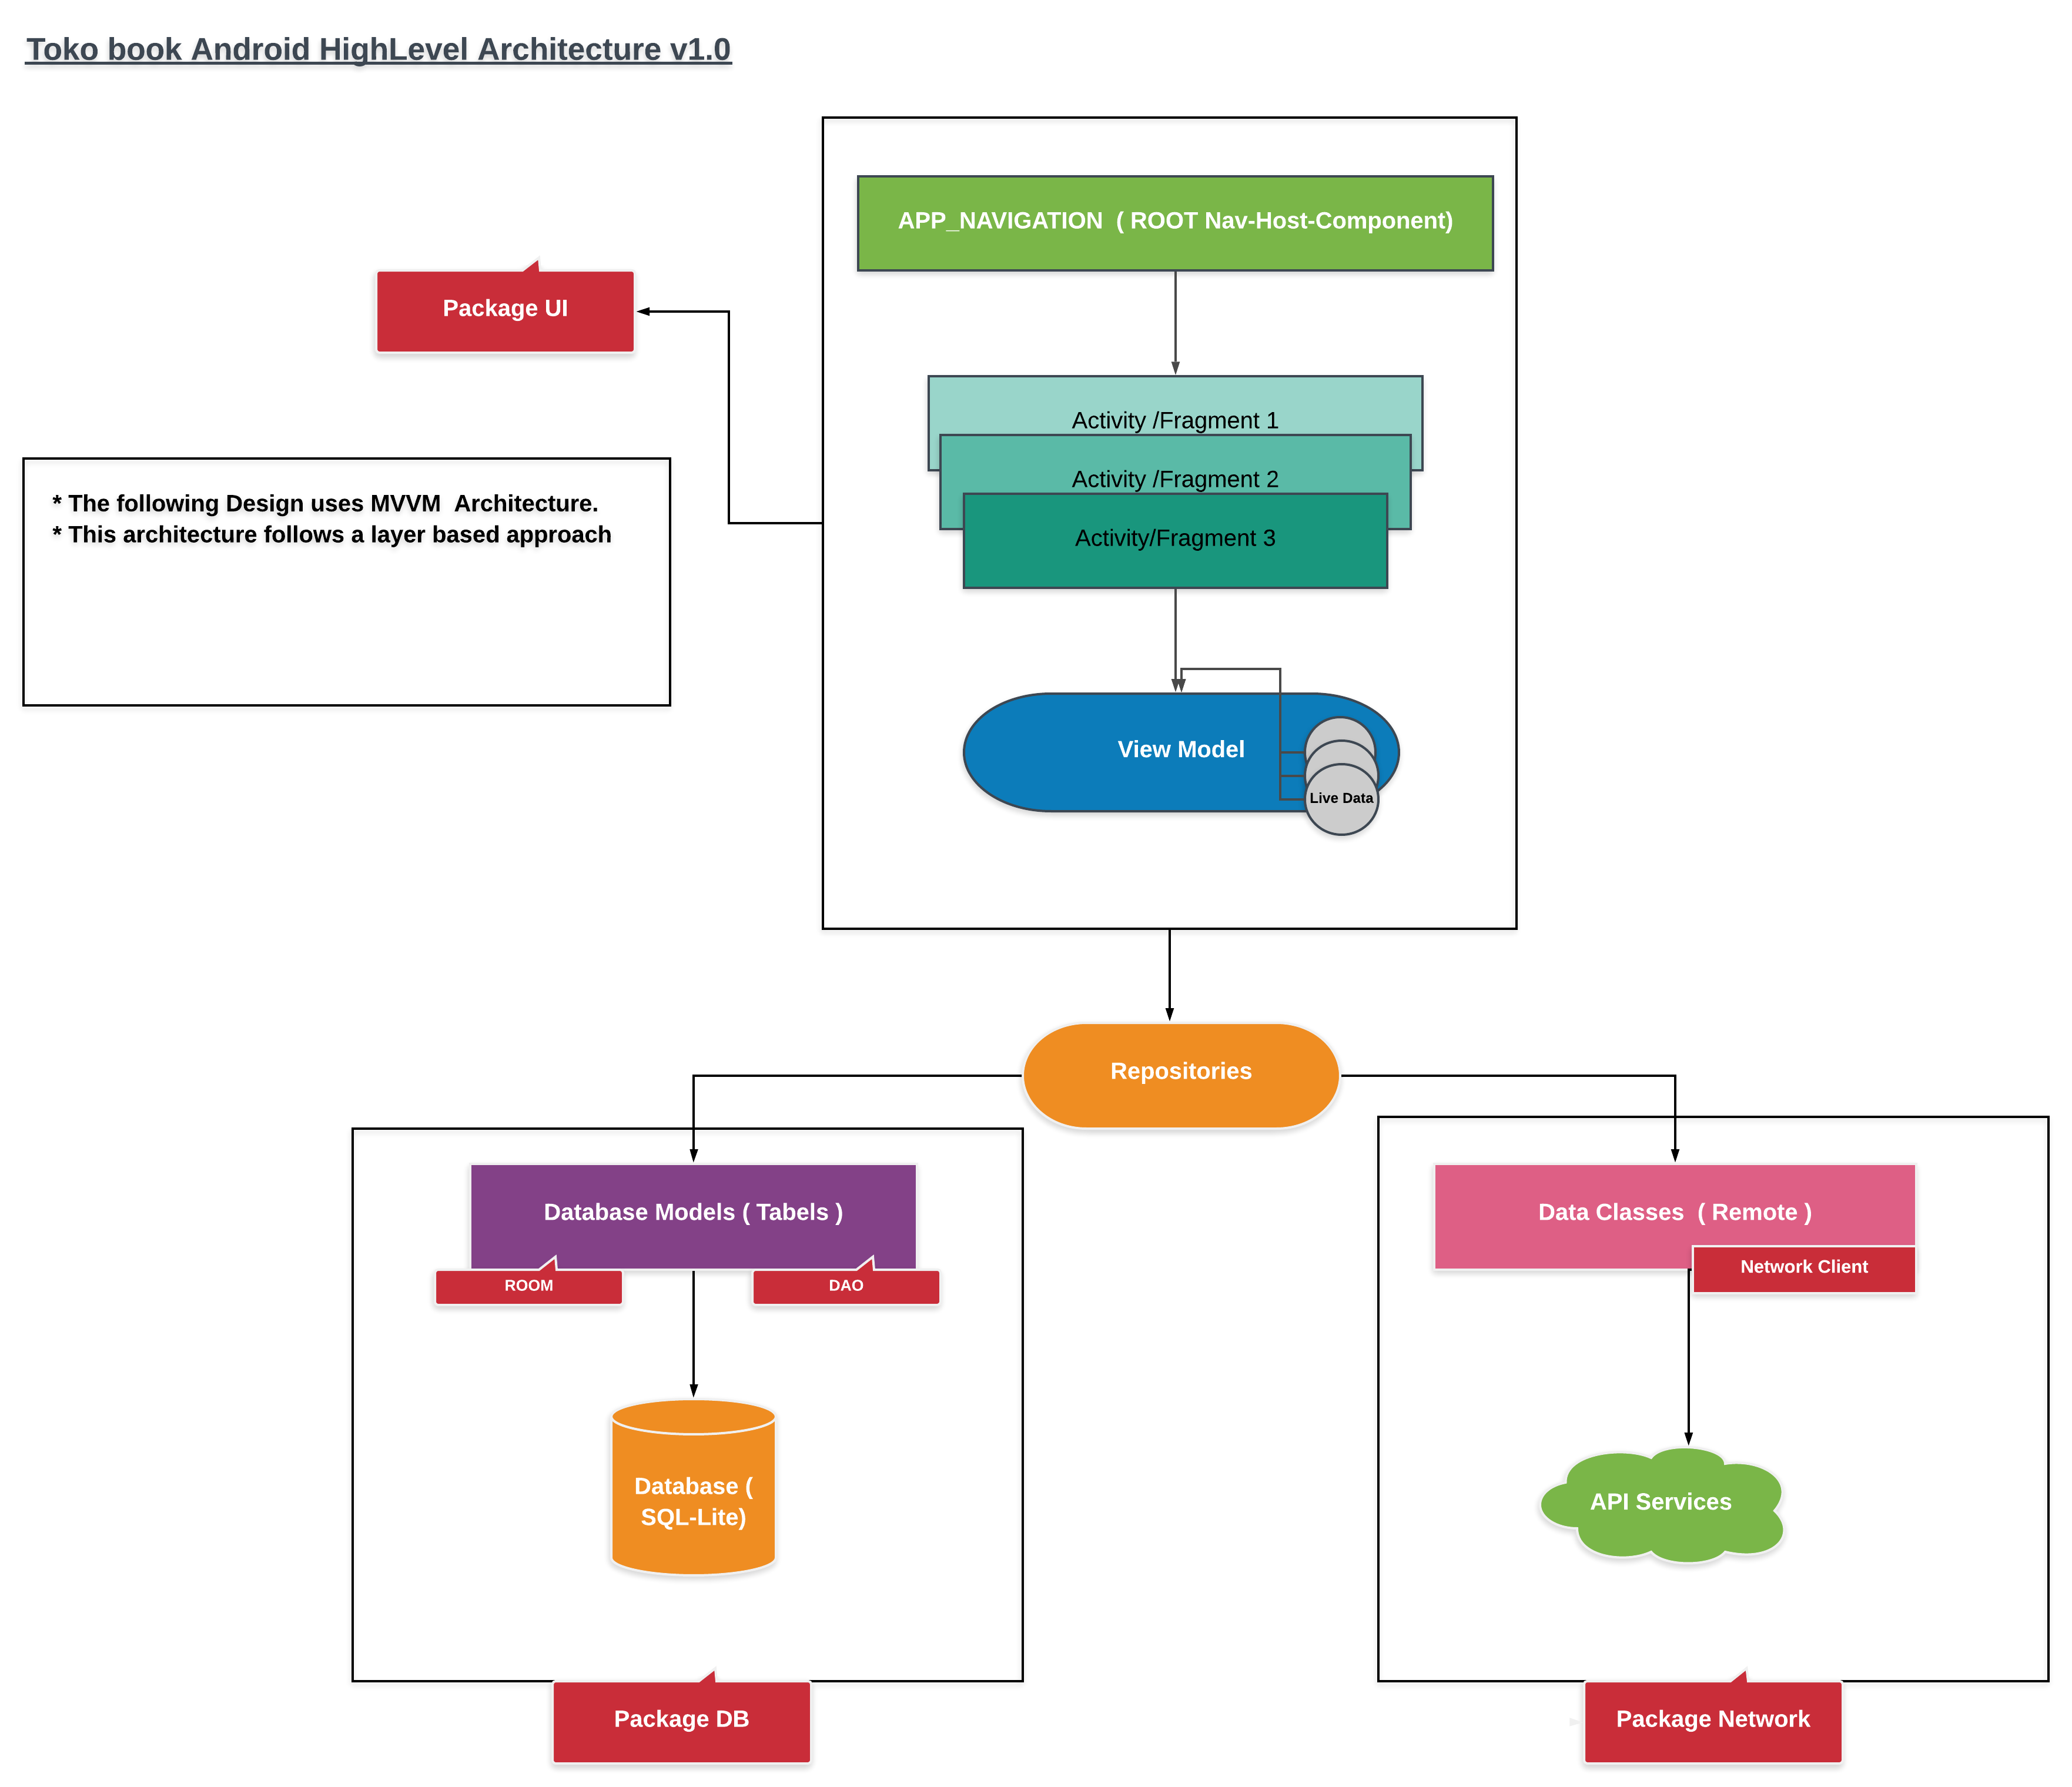 Toko book Android HighLevel Architecture v1.0
APP_NAVIGATION  ( ROOT Nav-Host-Component)
Package UI
Activity /Fragment 1
Activity /Fragment 2
Activity/Fragment 3
* The following Design uses MVVM  Architecture.
* This architecture follows a layer based approach
View Model
Live Data
Repositories
Database Models ( Tabels )
ROOM
DAO
Database (
SQL-Lite)
Package DB
Data Classes  ( Remote )
Network Client
API Services
Package Network